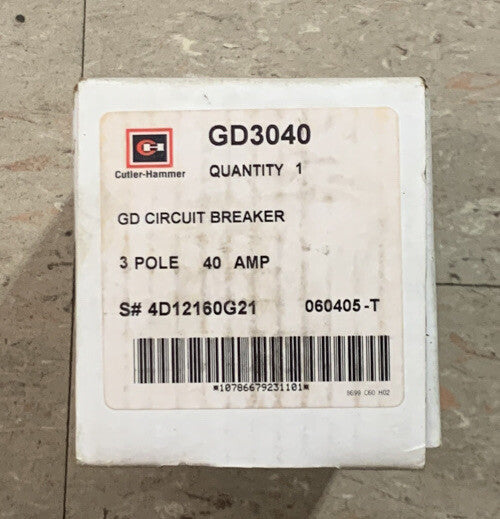 GD3040
Cutler-Hammer
QUANTITY 1
GD CIRCUIT BREAKER
3 POLE 40 AMP
S# 4D12160G21 060405-T
*10786679231101*
8699 C60 H02